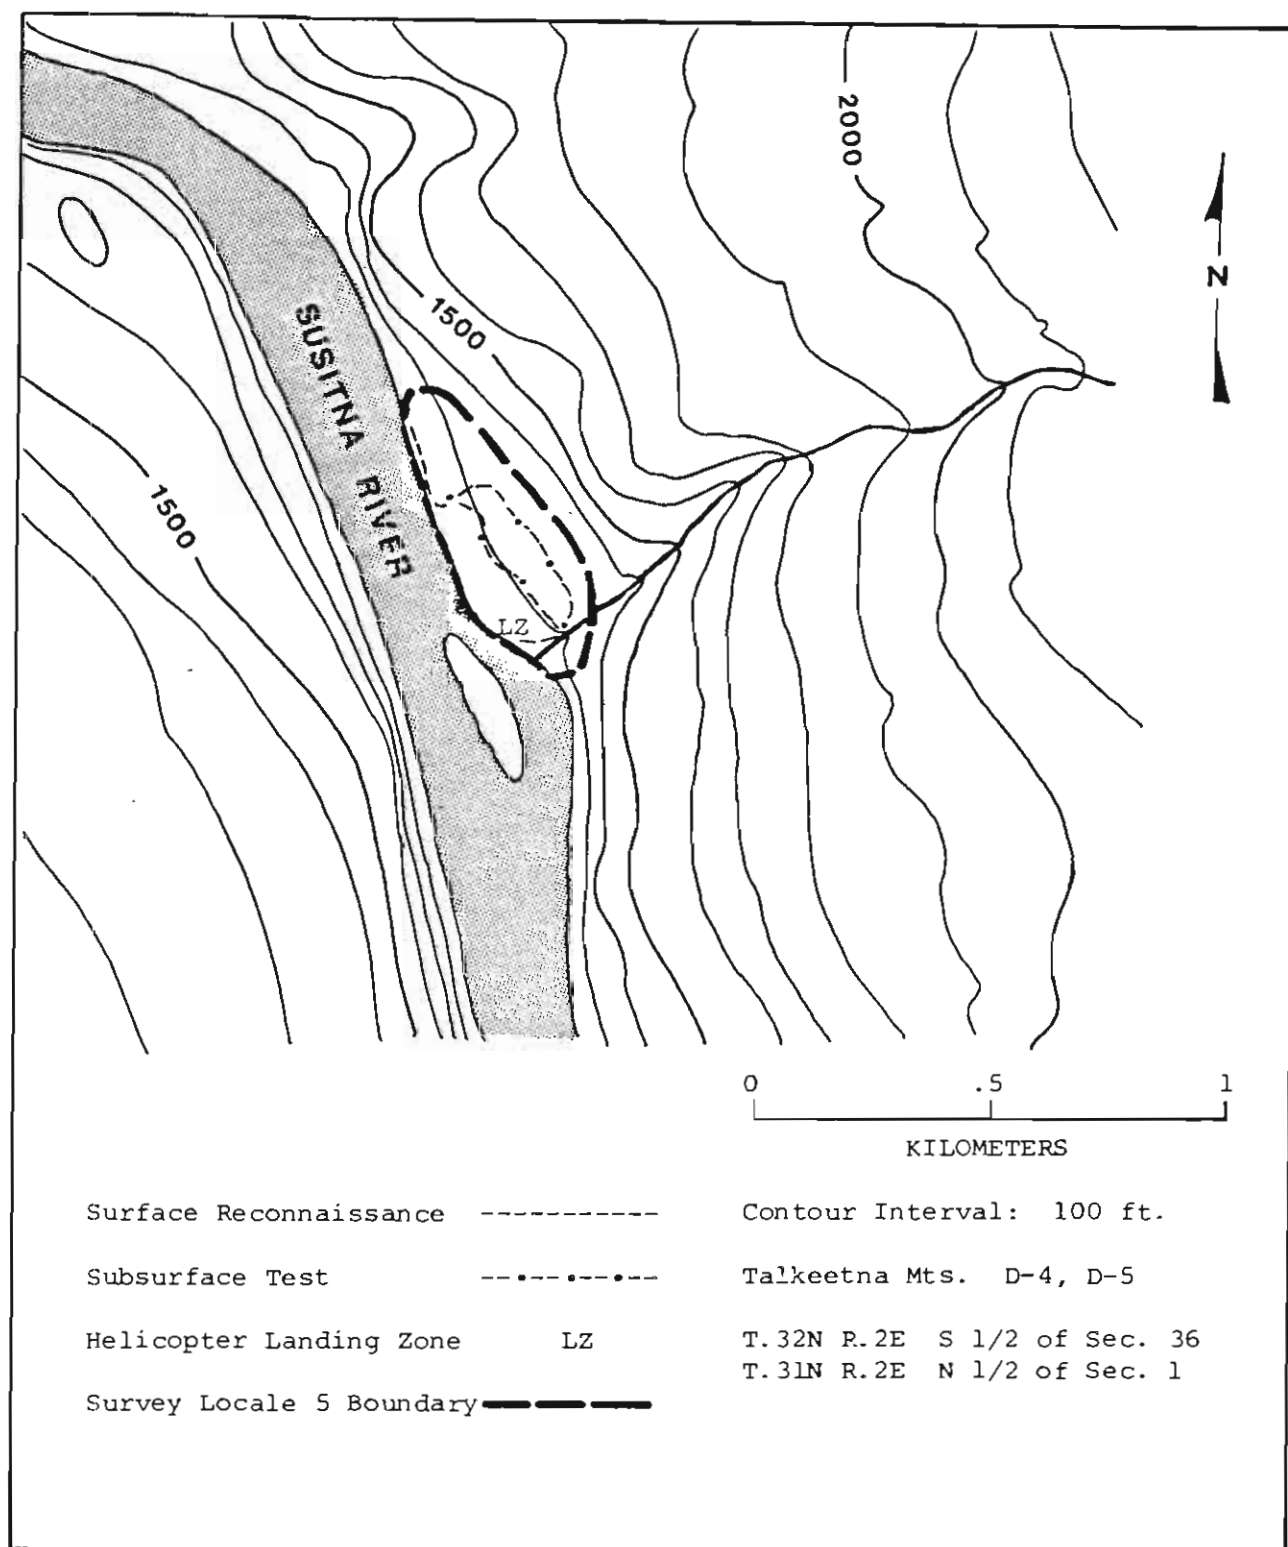 2000
N
1500
SUSITNA RIVER
1500
LZ
0 .5 1
KILOMETERS
Surface Reconnaissance
Contour Interval: 100 ft.
Subsurface Test
Talkeetna Mts. D-4, D-5
Helicopter Landing Zone LZ
T.32N R.2E S 1/2 of Sec. 36
T.31N R.2E N 1/2 of Sec. 1
Survey Locale 5 Boundary